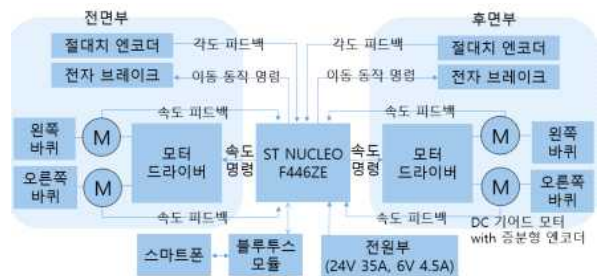 전면부
후면부
절대치 엔코더
각도 피드백
각도 피드백
절대치 엔코더
전자 브레이크
이동 동작 명령
이동 동작 명령
전자 브레이크
속도 피드백
속도 피드백
왼쪽
바퀴
M
모터
드라이버
속도
명령
ST NUCLEO
F446ZE
속도
명령
모터
드라이버
M
왼쪽
바퀴
오른쪽
바퀴
M
M
오른쪽
바퀴
속도 피드백
속도 피드백
DC 기어드 모터
with 증분형 엔코더
스마트폰
블루투스
모듈
전원부
(24V 35A, 6V 4.5A)